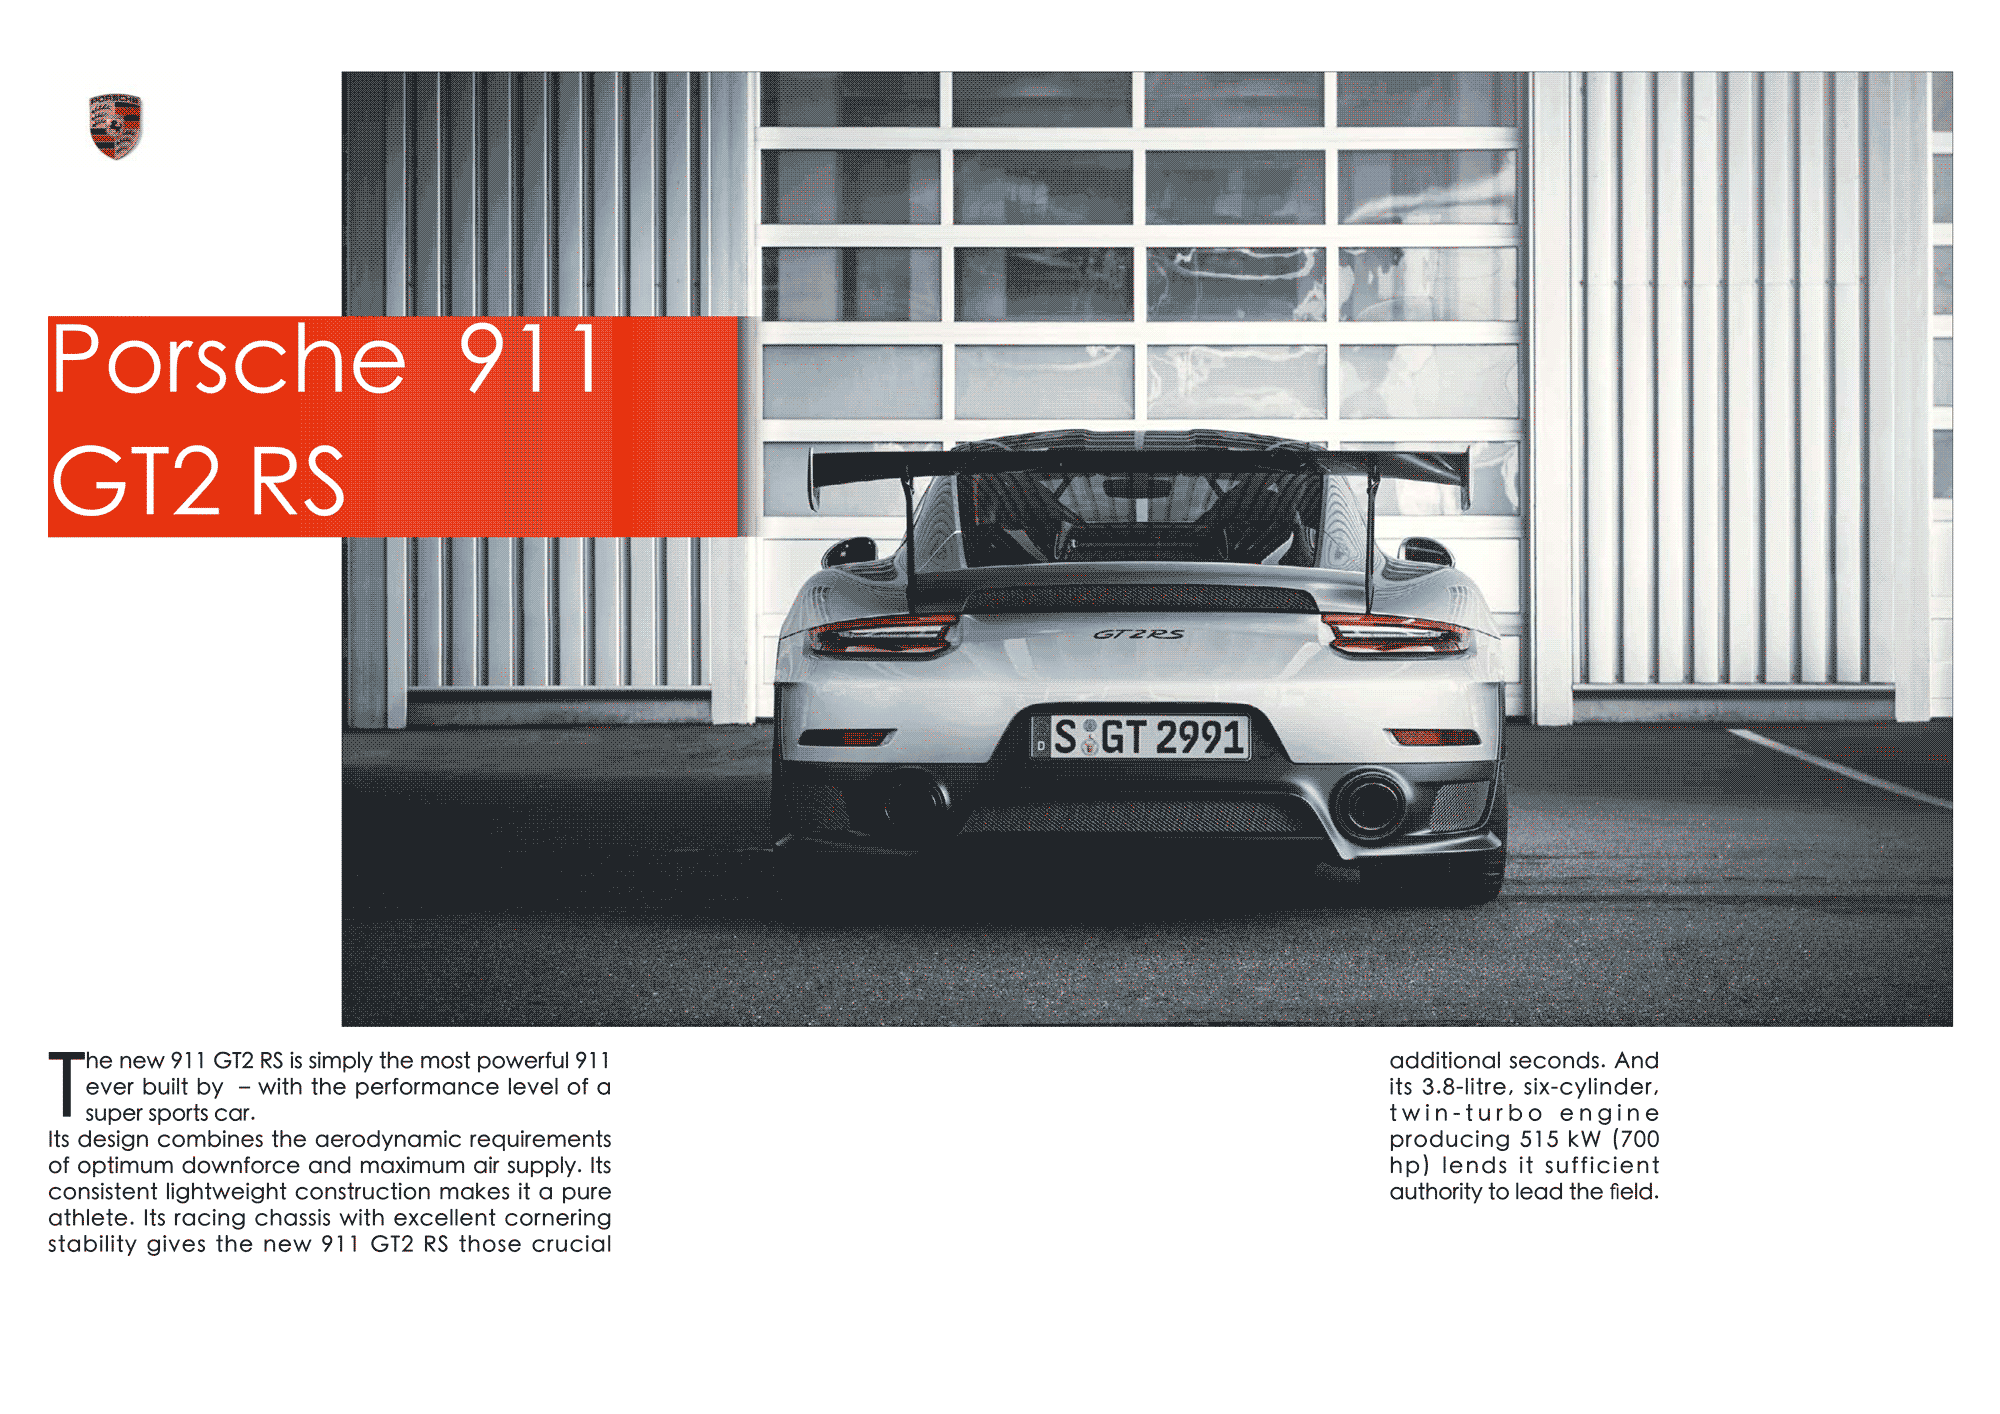 PORSCHE
Porsche 911
GT2 RS
GT2RS
D S GT 2991
The new 911 GT2 RS is simply the most powerful 911
ever built by – with the performance level of a
super sports car.
Its design combines the aerodynamic requirements
of optimum downforce and maximum air supply. Its
consistent lightweight construction makes it a pure
athlete. Its racing chassis with excellent cornering
stability gives the new 911 GT2 RS those crucial
additional seconds. And
its 3.8-litre, six-cylinder,
twin-turbo engine
producing 515 kW (700
hp) lends it sufficient
authority to lead the field.